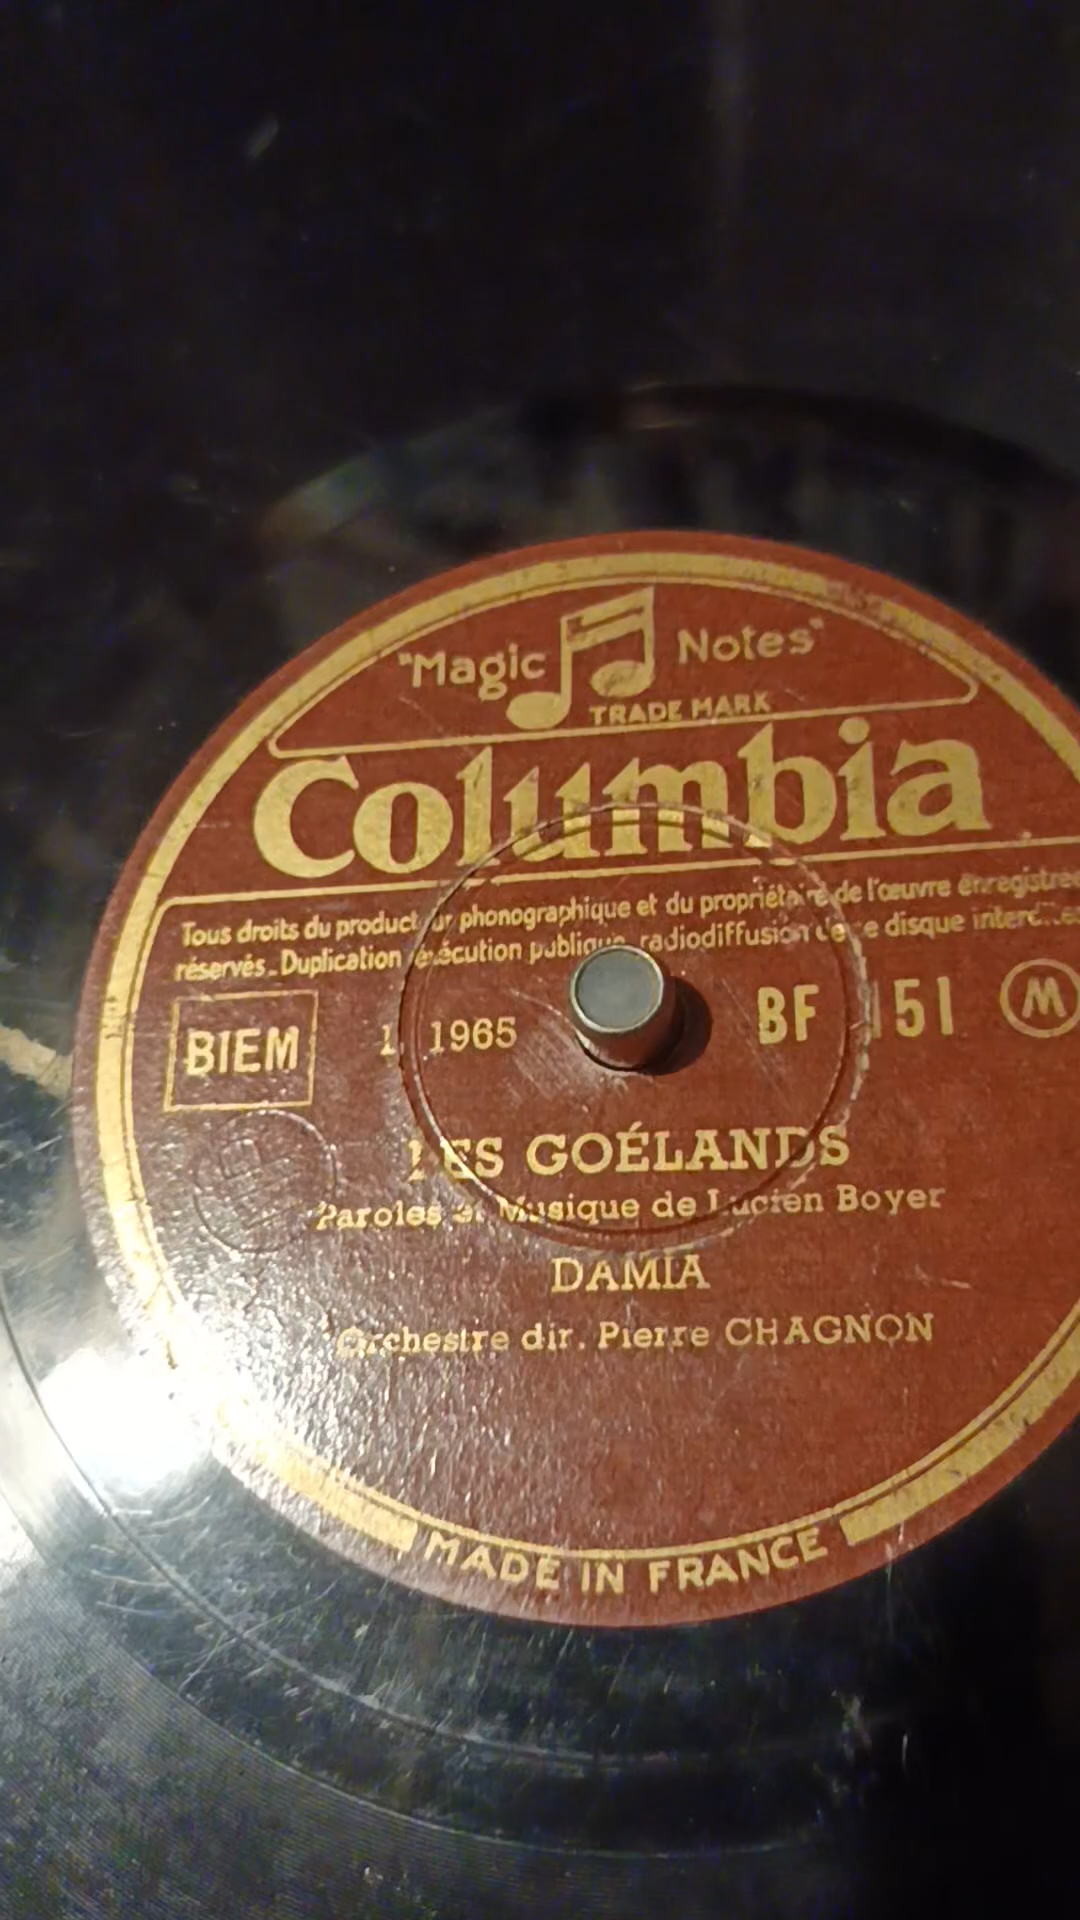 "Magic Notes"
TRADE MARK
Columbia
Tous droits du producteur phonographique et du propriétaire de l'œuvre enregistrée
réservés. Duplication exécution publique radiodiffusion de ce disque interdites
BIEM
1965
BF 151
M
LES GOÉLANDS
Paroles et Musique de Lucien Boyer
DAMIA
Orchestre dir. Pierre CHAGNON
MADE IN FRANCE